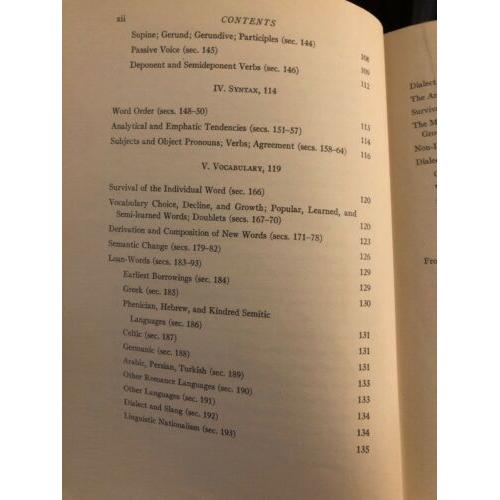 xii CONTENTS
Supine; Gerund; Gerundive; Participles (sec. 144) 108
Passive Voice (sec. 145) 109
Deponent and Semideponent Verbs (sec. 146) 112
IV. SYNTAX, 114
Word Order (secs. 148–50) 113
Analytical and Emphatic Tendencies (secs. 151–57) 114
Subjects and Object Pronouns; Verbs; Agreement (secs. 158–64) 116
V. VOCABULARY, 119
Survival of the Individual Word (sec. 166) 120
Vocabulary Choice, Decline, and Growth; Popular, Learned, and
Semi-learned Words; Doublets (secs. 167–70) 120
Derivation and Composition of New Words (secs. 171–78) 123
Semantic Change (secs. 179–82) 126
Loan-Words (secs. 183–93) 129
Earliest Borrowings (sec. 184) 129
Greek (sec. 185) 130
Phenician, Hebrew, and Kindred Semitic
Languages (sec. 186) 131
Celtic (sec. 187) 131
Germanic (sec. 188) 131
Arabic, Persian, Turkish (sec. 189) 133
Other Romance Languages (sec. 190) 133
Other Languages (sec. 191) 134
Dialect and Slang (sec. 192) 134
Linguistic Nationalism (sec. 193) 135
Dialect
The
The